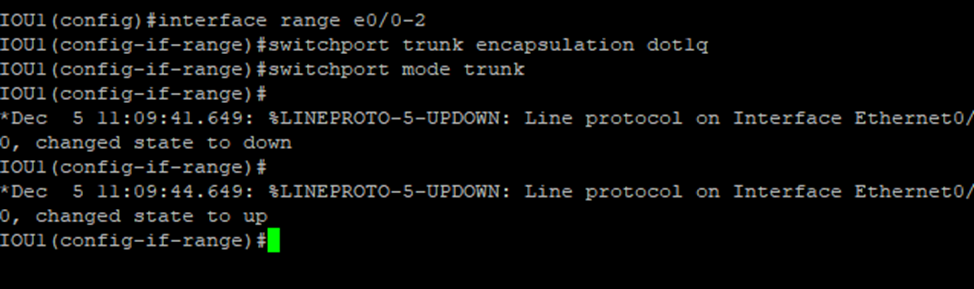 IOU1(config)#interface range e0/0-2
IOU1(config-if-range)#switchport trunk encapsulation dot1q
IOU1(config-if-range)#switchport mode trunk
IOU1(config-if-range)#
*Dec  5 11:09:41.649: %LINEPROTO-5-UPDOWN: Line protocol on Interface Ethernet0/
0, changed state to down
IOU1(config-if-range)#
*Dec  5 11:09:44.649: %LINEPROTO-5-UPDOWN: Line protocol on Interface Ethernet0/
0, changed state to up
IOU1(config-if-range)#